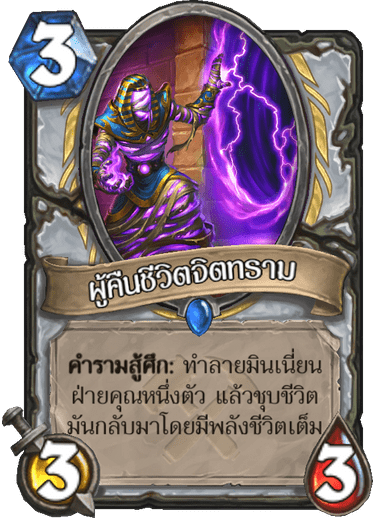 3
ผู้คืนชีวิตจิตทราม
คำรามสู้ศึก: ทำลายมินเนี่ยน
ฝ่ายคุณหนึ่งตัว แล้วชุบชีวิต
มันกลับมาโดยมีพลังชีวิตเต็ม
3
3